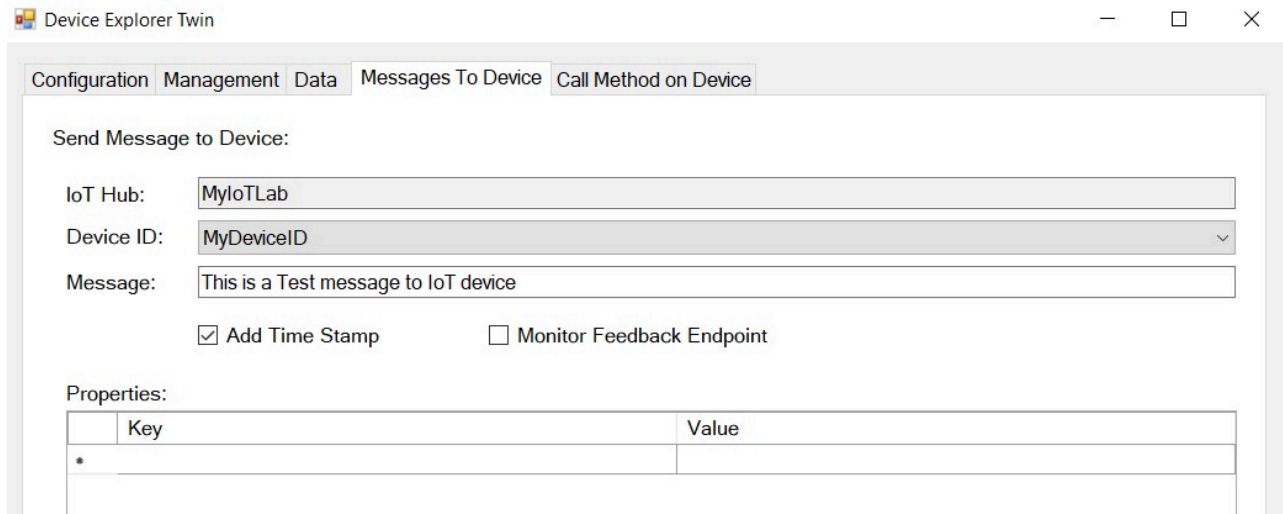 Device Explorer Twin
Configuration Management Data Messages To Device Call Method on Device
Send Message to Device:
IoT Hub: MyIoTLab
Device ID: MyDeviceID
Message: This is a Test message to IoT device
Add Time Stamp Monitor Feedback Endpoint
Properties:
Key Value
*